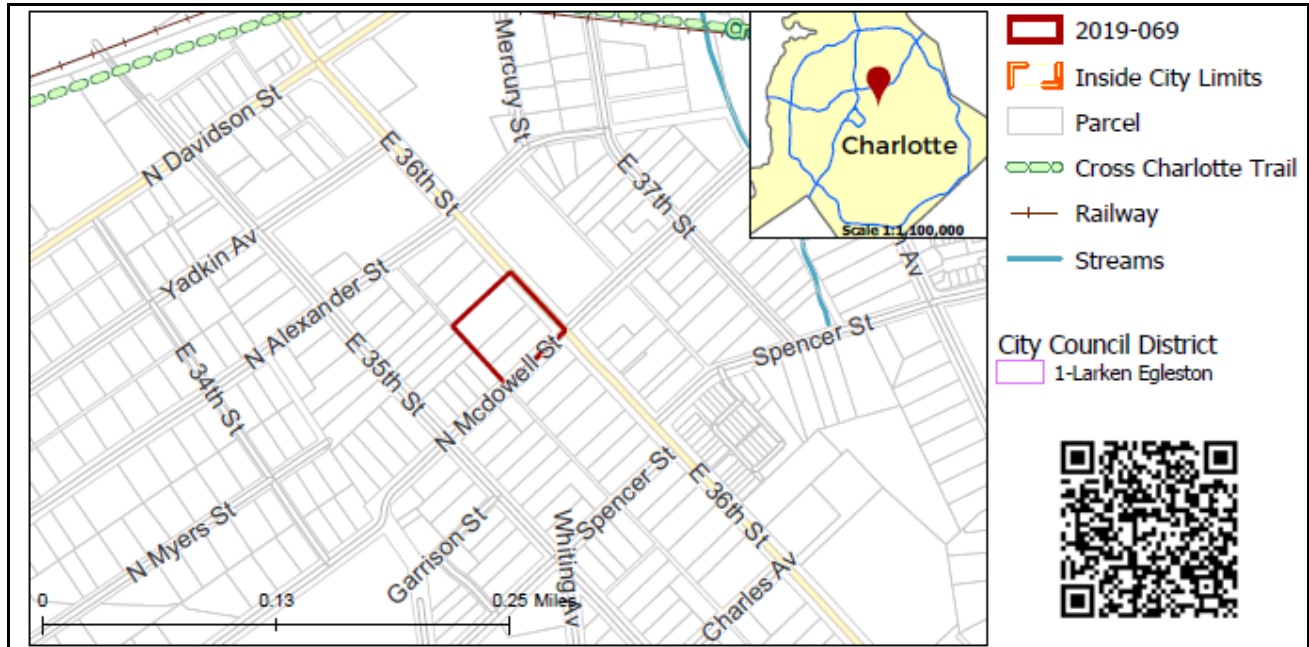 Mercury St
N Davidson St
E 36th St
E 37th St
Yadkin Av
N Alexander St
E 34th St
E 35th St
N Mcdowell St
Spencer St
N Myers St
Garrison St
Whiting Av
Spencer St
E 36th St
Charles Av
0
0.13
0.25 Miles
Charlotte
Scale 1:1,100,000
Av
2019-069
Inside City Limits
Parcel
Cross Charlotte Trail
Railway
Streams
City Council District
1-Larken Egleston